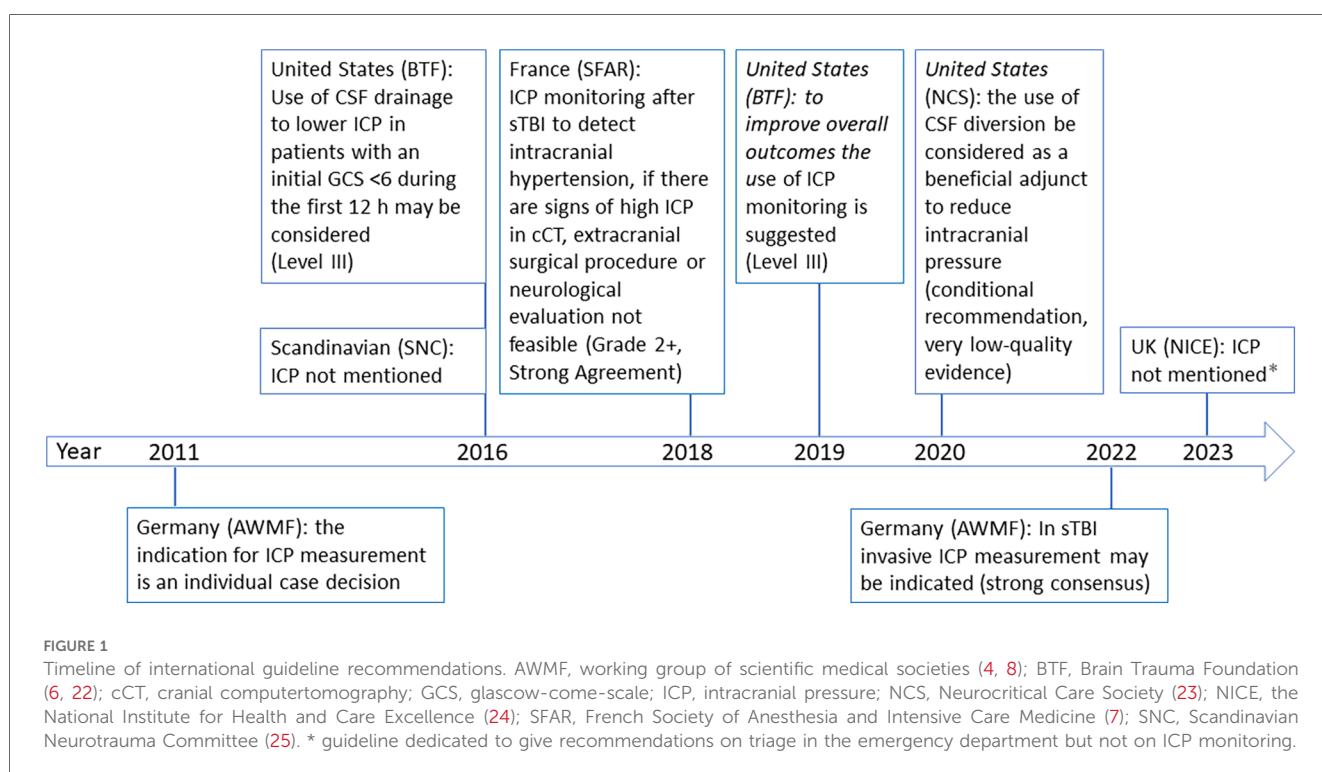 United States (BTF):
Use of CSF drainage
to lower ICP in
patients with an
initial GCS <6 during
the first 12 h may be
considered
(Level III)
Scandinavian (SNC):
ICP not mentioned
France (SFAR):
ICP monitoring after
sTBI to detect
intracranial
hypertension, if there
are signs of high ICP
in cCT, extracranial
surgical procedure or
neurological
evaluation not
feasible (Grade 2+,
Strong Agreement)
United States
(BTF): to
improve overall
outcomes the
use of ICP
monitoring is
suggested
(Level III)
United States
(NCS): the use of
CSF diversion be
considered as a
beneficial adjunct
to reduce
intracranial
pressure
(conditional
recommendation,
very low-quality
evidence)
UK (NICE): ICP
not mentioned*
Year 2011 2016 2018 2019 2020 2022 2023
Germany (AWMF): the
indication for ICP measurement
is an individual case decision
Germany (AWMF): In sTBI
invasive ICP measurement may
be indicated (strong consensus)
FIGURE 1
Timeline of international guideline recommendations. AWMF, working group of scientific medical societies (4, 8); BTF, Brain Trauma Foundation
(6, 22); cCT, cranial computertomography; GCS, glascow-come-scale; ICP, intracranial pressure; NCS, Neurocritical Care Society (23); NICE, the
National Institute for Health and Care Excellence (24); SFAR, French Society of Anesthesia and Intensive Care Medicine (7); SNC, Scandinavian
Neurotrauma Committee (25). * guideline dedicated to give recommendations on triage in the emergency department but not on ICP monitoring.